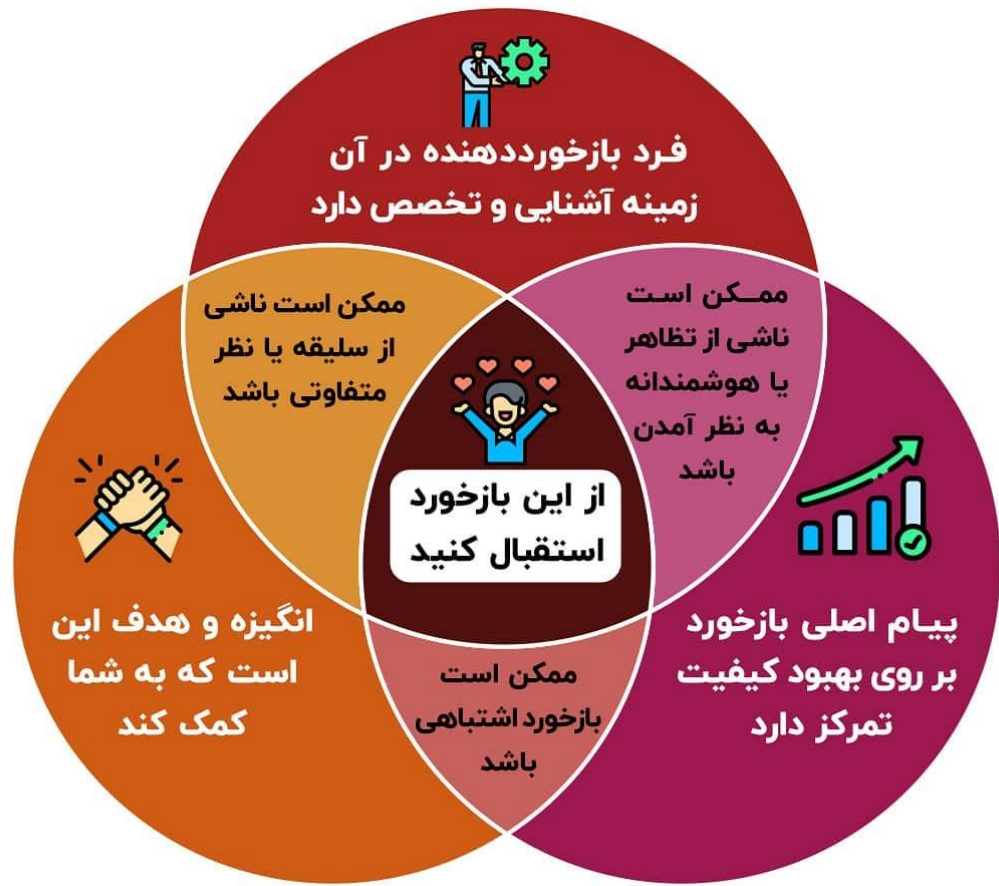 فرد بازخورددهنده در آن
زمینه آشنایی و تخصص دارد
ممکن است
ناشی از تظاهر
یا هوشمندانه
به نظر آمدن
باشد
ممکن است ناشی
از سلیقه یا نظر
متفاوتی باشد
از این بازخورد
استقبال کنید
پیام اصلی بازخورد
بر روی بهبود کیفیت
تمرکز دارد
انگیزه و هدف این
است که به شما
کمک کند
ممکن است
بازخورد اشتباهی
باشد